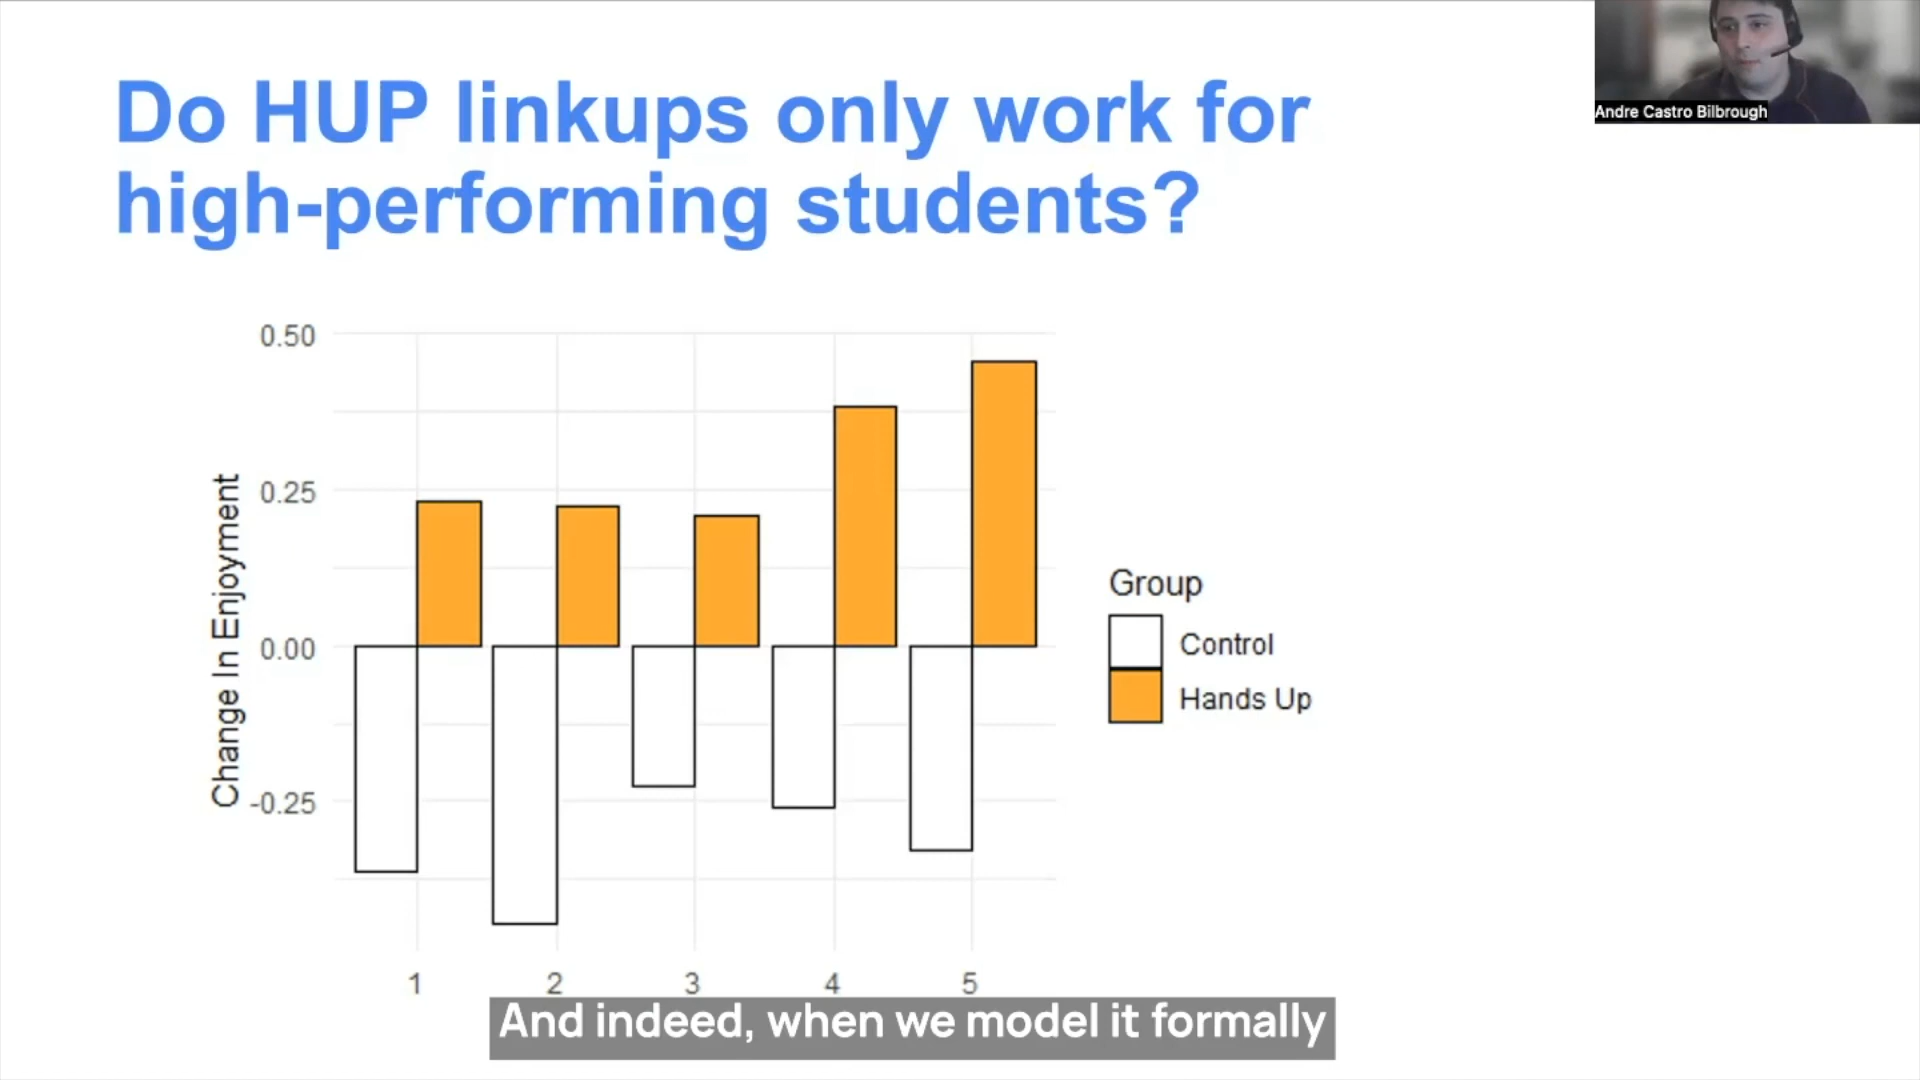 Do HUP linkups only work for
high-performing students?
Andre Castro Bilbrough
Change In Enjoyment
0.50
0.25
0.00
-0.25
1 2 3 4 5
Group
Control
Hands Up
And indeed, when we model it formally